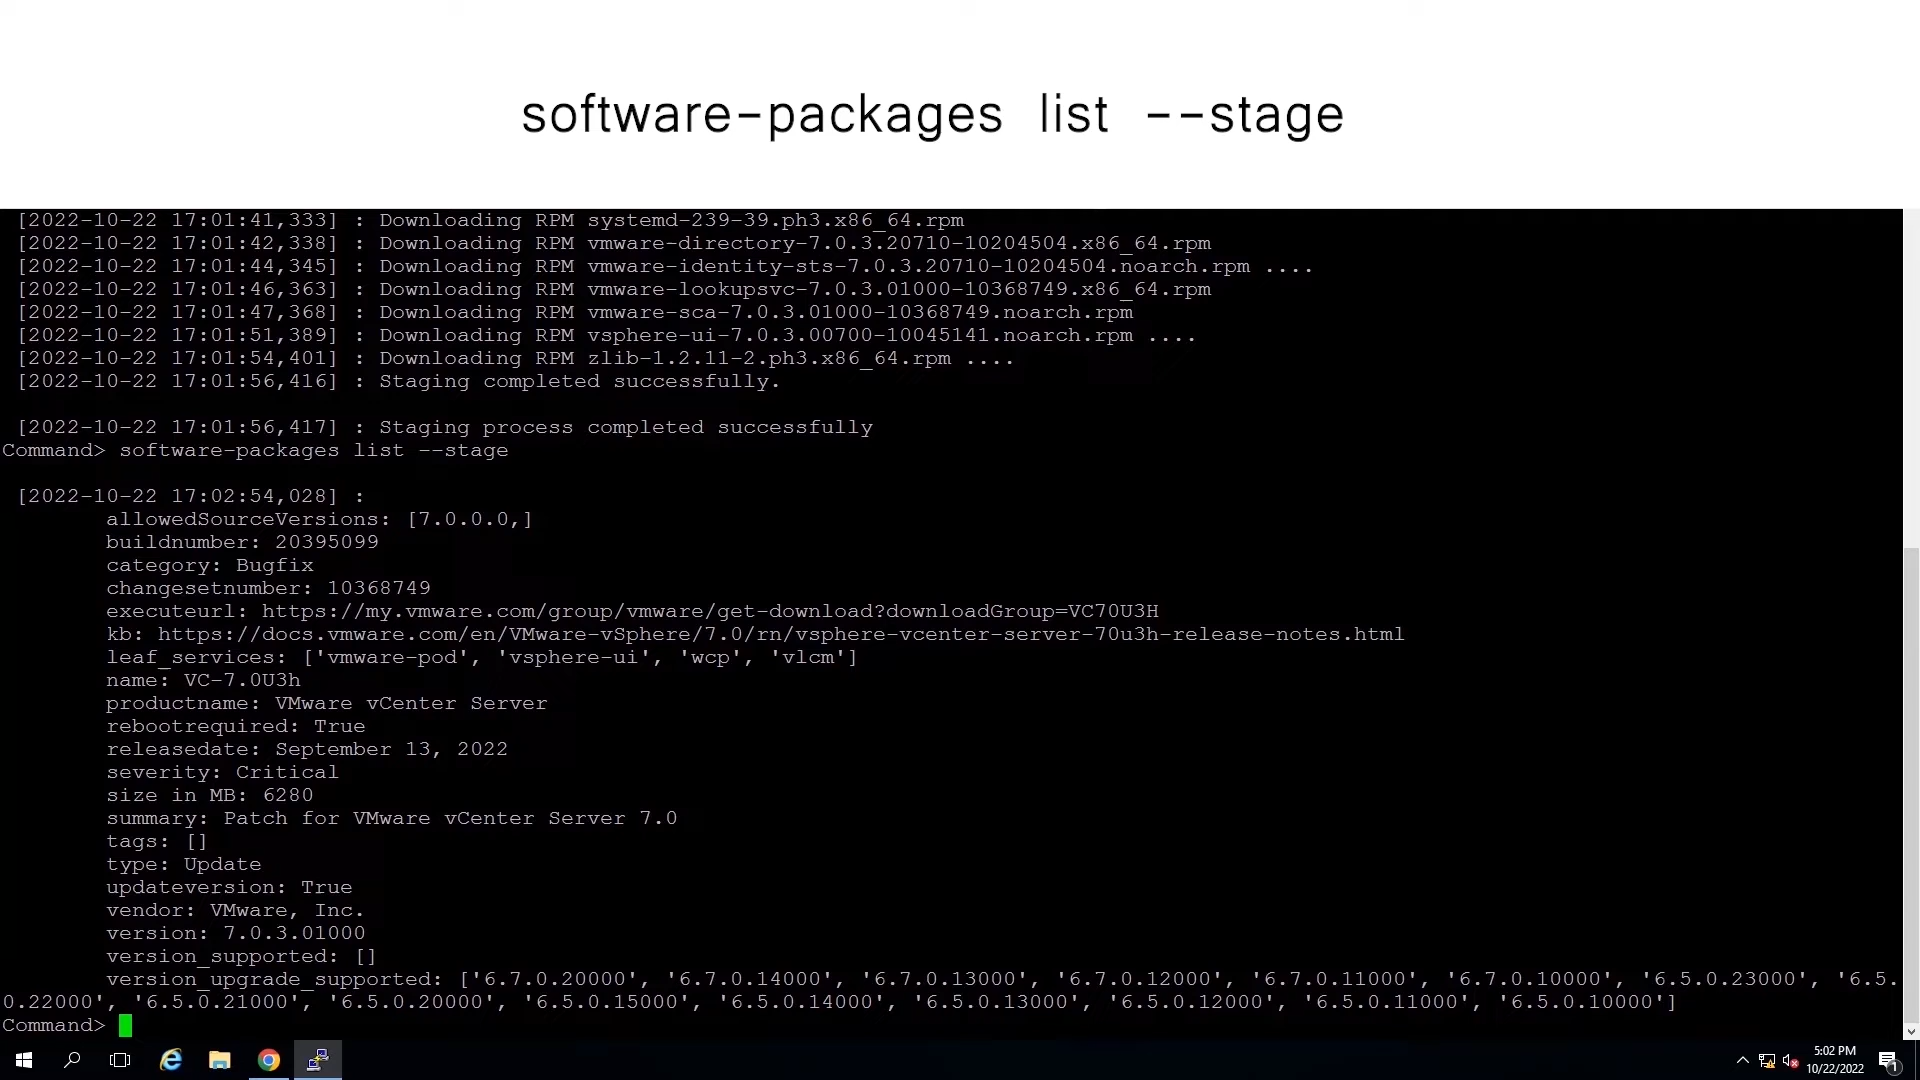 software-packages list --stage
[2022-10-22 17:01:41,333] : Downloading RPM systemd-239-39.ph3.x86_64.rpm
[2022-10-22 17:01:42,338] : Downloading RPM vmware-directory-7.0.3.20710-10204504.x86_64.rpm
[2022-10-22 17:01:44,345] : Downloading RPM vmware-identity-sts-7.0.3.20710-10204504.noarch.rpm ....
[2022-10-22 17:01:46,363] : Downloading RPM vmware-lookupsvc-7.0.3.01000-10368749.x86_64.rpm
[2022-10-22 17:01:47,368] : Downloading RPM vmware-sca-7.0.3.01000-10368749.noarch.rpm
[2022-10-22 17:01:51,389] : Downloading RPM vsphere-ui-7.0.3.00700-10045141.noarch.rpm ....
[2022-10-22 17:01:54,401] : Downloading RPM zlib-1.2.11-2.ph3.x86_64.rpm ....
[2022-10-22 17:01:56,416] : Staging completed successfully.
[2022-10-22 17:01:56,417] : Staging process completed successfully
Command> software-packages list --stage
[2022-10-22 17:02:54,028] :
allowedSourceVersions: [7.0.0.0,]
buildnumber: 20395099
category: Bugfix
changesetnumber: 10368749
executeurl: https://my.vmware.com/group/vmware/get-download?downloadGroup=VC70U3H
kb: https://docs.vmware.com/en/VMware-vSphere/7.0/rn/vsphere-vcenter-server-70u3h-release-notes.html
leaf_services: ['vmware-pod', 'vsphere-ui', 'wcp', 'vlcm']
name: VC-7.0U3h
productname: VMware vCenter Server
rebootrequired: True
releasedate: September 13, 2022
severity: Critical
size in MB: 6280
summary: Patch for VMware vCenter Server 7.0
tags: []
type: Update
updateversion: True
vendor: VMware, Inc.
version: 7.0.3.01000
version_supported: []
version_upgrade_supported: ['6.7.0.20000', '6.7.0.14000', '6.7.0.13000', '6.7.0.12000', '6.7.0.11000', '6.7.0.10000', '6.5.0.23000', '6.5.
0.22000', '6.5.0.21000', '6.5.0.20000', '6.5.0.15000', '6.5.0.14000', '6.5.0.13000', '6.5.0.12000', '6.5.0.11000', '6.5.0.10000']
Command>
5:02 PM
10/22/2022
1